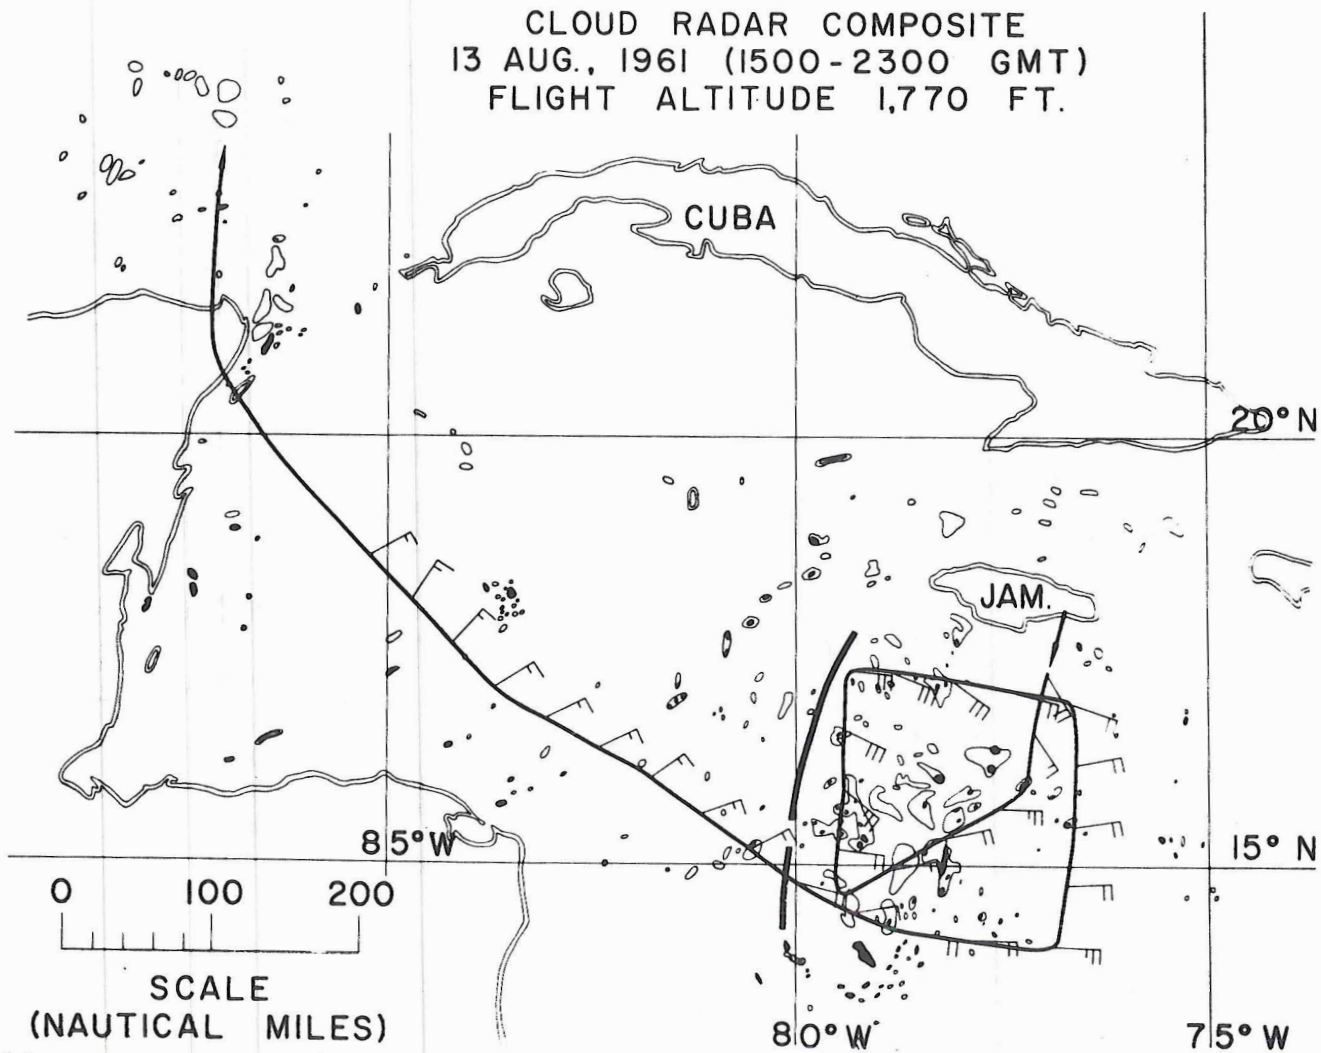 CLOUD RADAR COMPOSITE
13 AUG., 1961 (1500-2300 GMT)
FLIGHT ALTITUDE 1,770 FT.
CUBA
20° N
JAM.
85° W
15° N
0 100 200
SCALE
(NAUTICAL MILES)
80° W
75° W